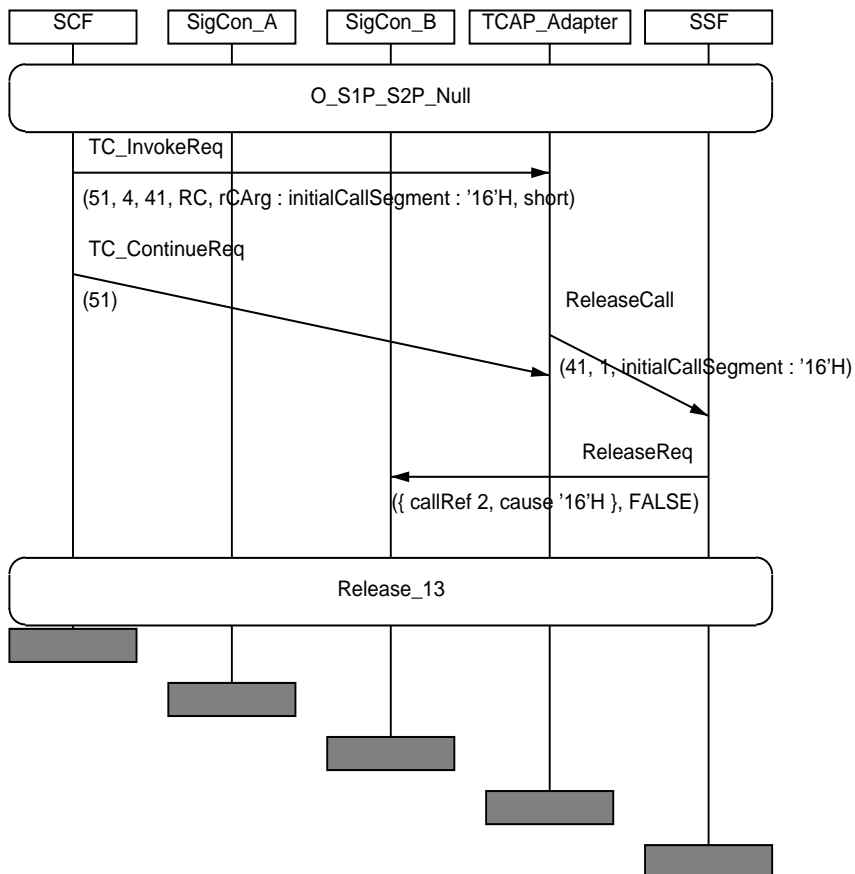 SCF SigCon_A SigCon_B TCAP_Adapter SSF
O_S1P_S2P_Null
TC_InvokeReq
(51, 4, 41, RC, rCArg : initialCallSegment : '16'H, short)
TC_ContinueReq
(51)
ReleaseCall
(41, 1, initialCallSegment : '16'H)
ReleaseReq
({ callRef 2, cause '16'H }, FALSE)
Release_13